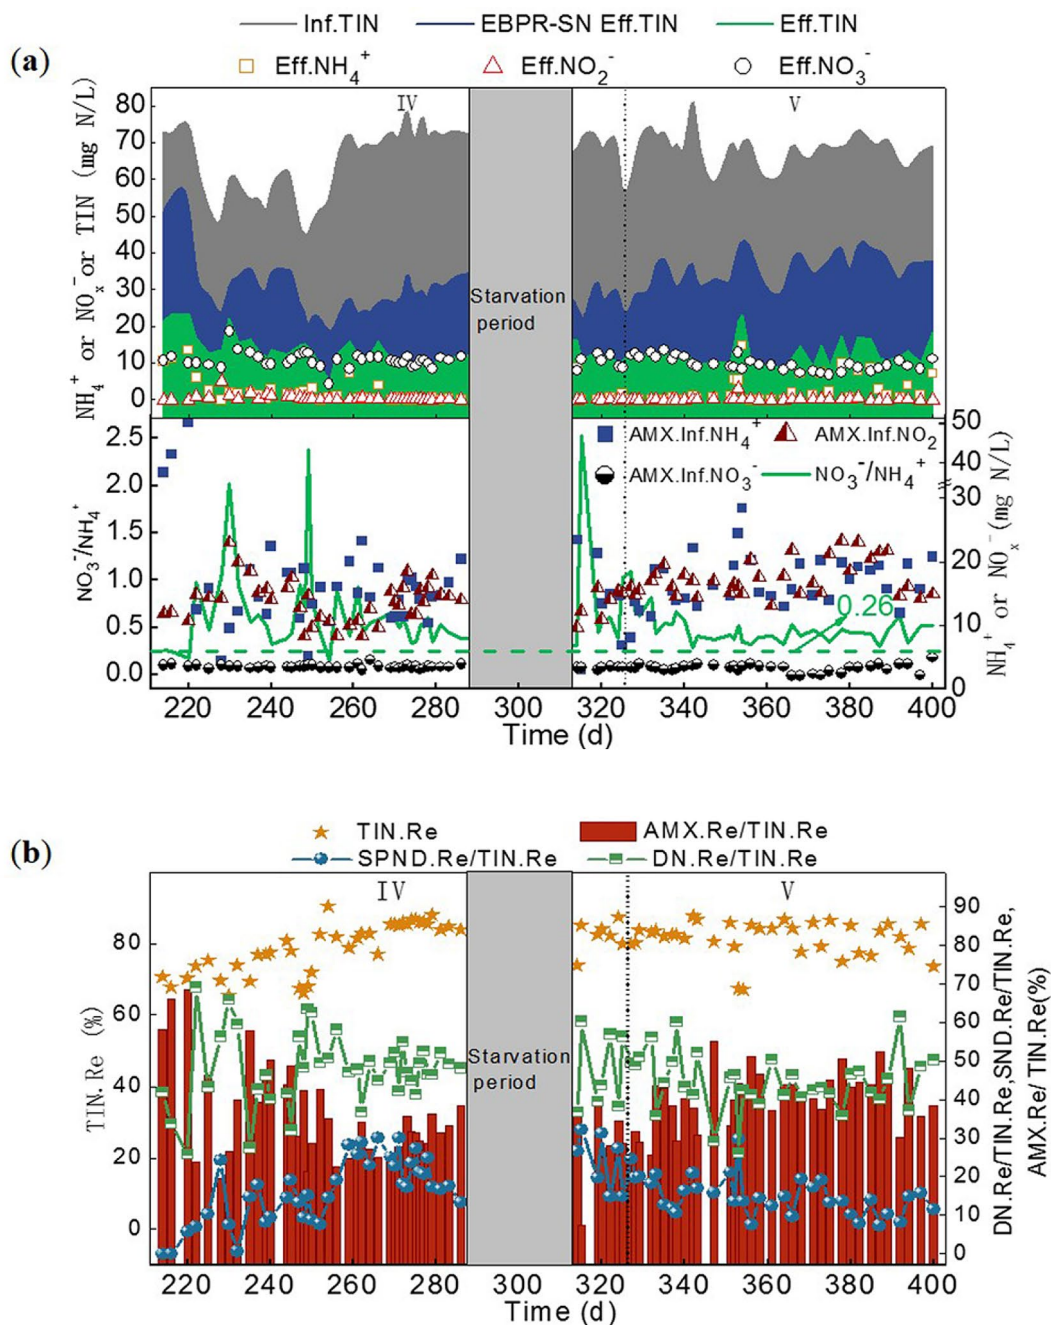 (a)
Inf.TIN EBPR-SN Eff.TIN Eff.TIN
Eff.NH₄⁺ Eff.NO₂⁻ Eff.NO₃⁻
NH₄⁺ or NOₓ⁻ or TIN (mg N/L)
80
70
60
50
40
30
20
10
0
IV
Starvation
period
V
NO₃⁻/NH₄⁺
2.5
2.0
1.5
1.0
0.5
0.0
AMX.Inf.NH₄⁺ AMX.Inf.NO₂
AMX.Inf.NO₃⁻ NO₃⁻/NH₄⁺
0.26
50
40
30
20
10
0
NH₄⁺ or NOₓ⁻(mg N/L)
220 240 260 280 300 320 340 360 380 400
Time (d)
(b)
TIN.Re AMX.Re/TIN.Re
SPND.Re/TIN.Re DN.Re/TIN.Re
TIN.Re (%)
80
60
40
20
0
IV
Starvation
period
V
90
80
70
60
50
40
30
20
10
0
DN.Re/TIN.Re,SND.Re/TIN.Re,
AMX.Re/ TIN.Re(%)
220 240 260 280 300 320 340 360 380 400
Time (d)